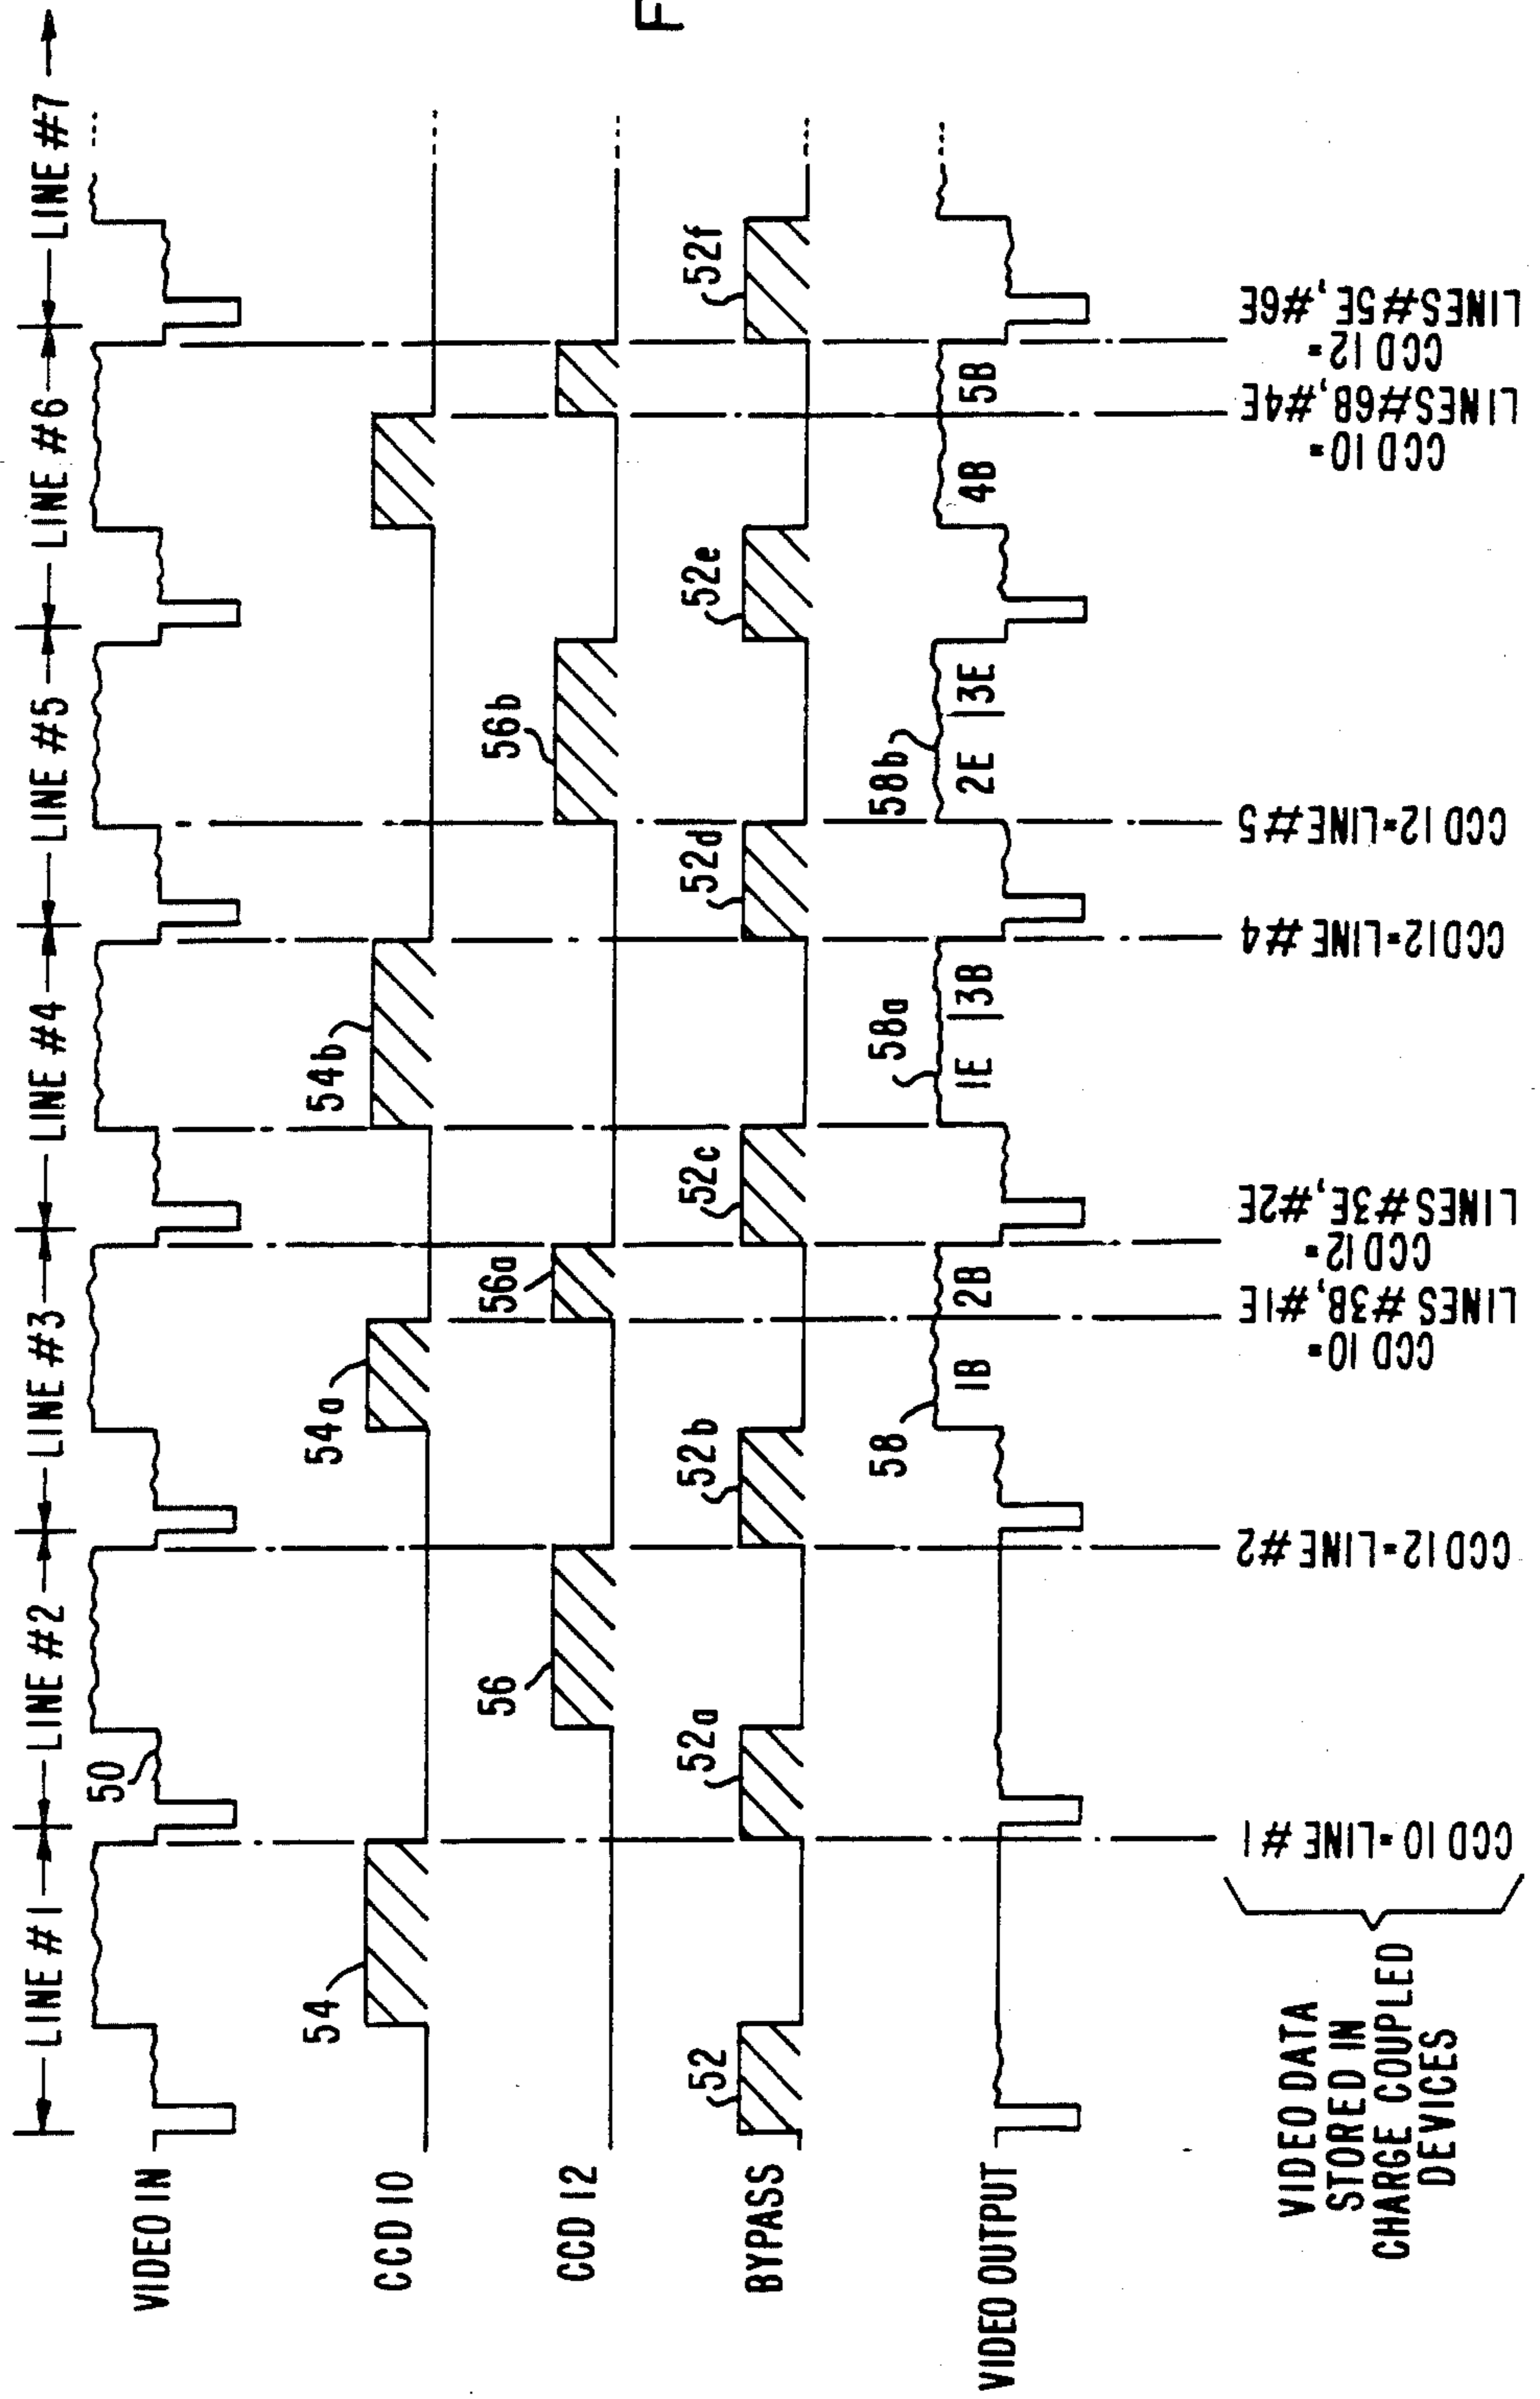 LINE #1
LINE #2
LINE #3
LINE #4
LINE #5
LINE #6
LINE #7
VIDEO IN
50
CCD 10
54
54a
54b
CCD 12
56
56a
56b
BYPASS
52
52a
52b
52c
52d
52e
52f
VIDEO OUTPUT
58
58a
58b
1B
2B
1E
3B
2E
3E
4B
5B
VIDEO DATA
STORED IN
CHARGE COUPLED
DEVICES
CCD 10=LINE #1
CCD 12=LINE #2
CCD 10=
LINES #3B, #1E
CCD 12=
LINES #3E, #2E
CCD12=LINE #4
CCD 12=LINE #5
CCD 10=
LINES #6B, #4E
CCD 12=
LINES #5E, #6E
F